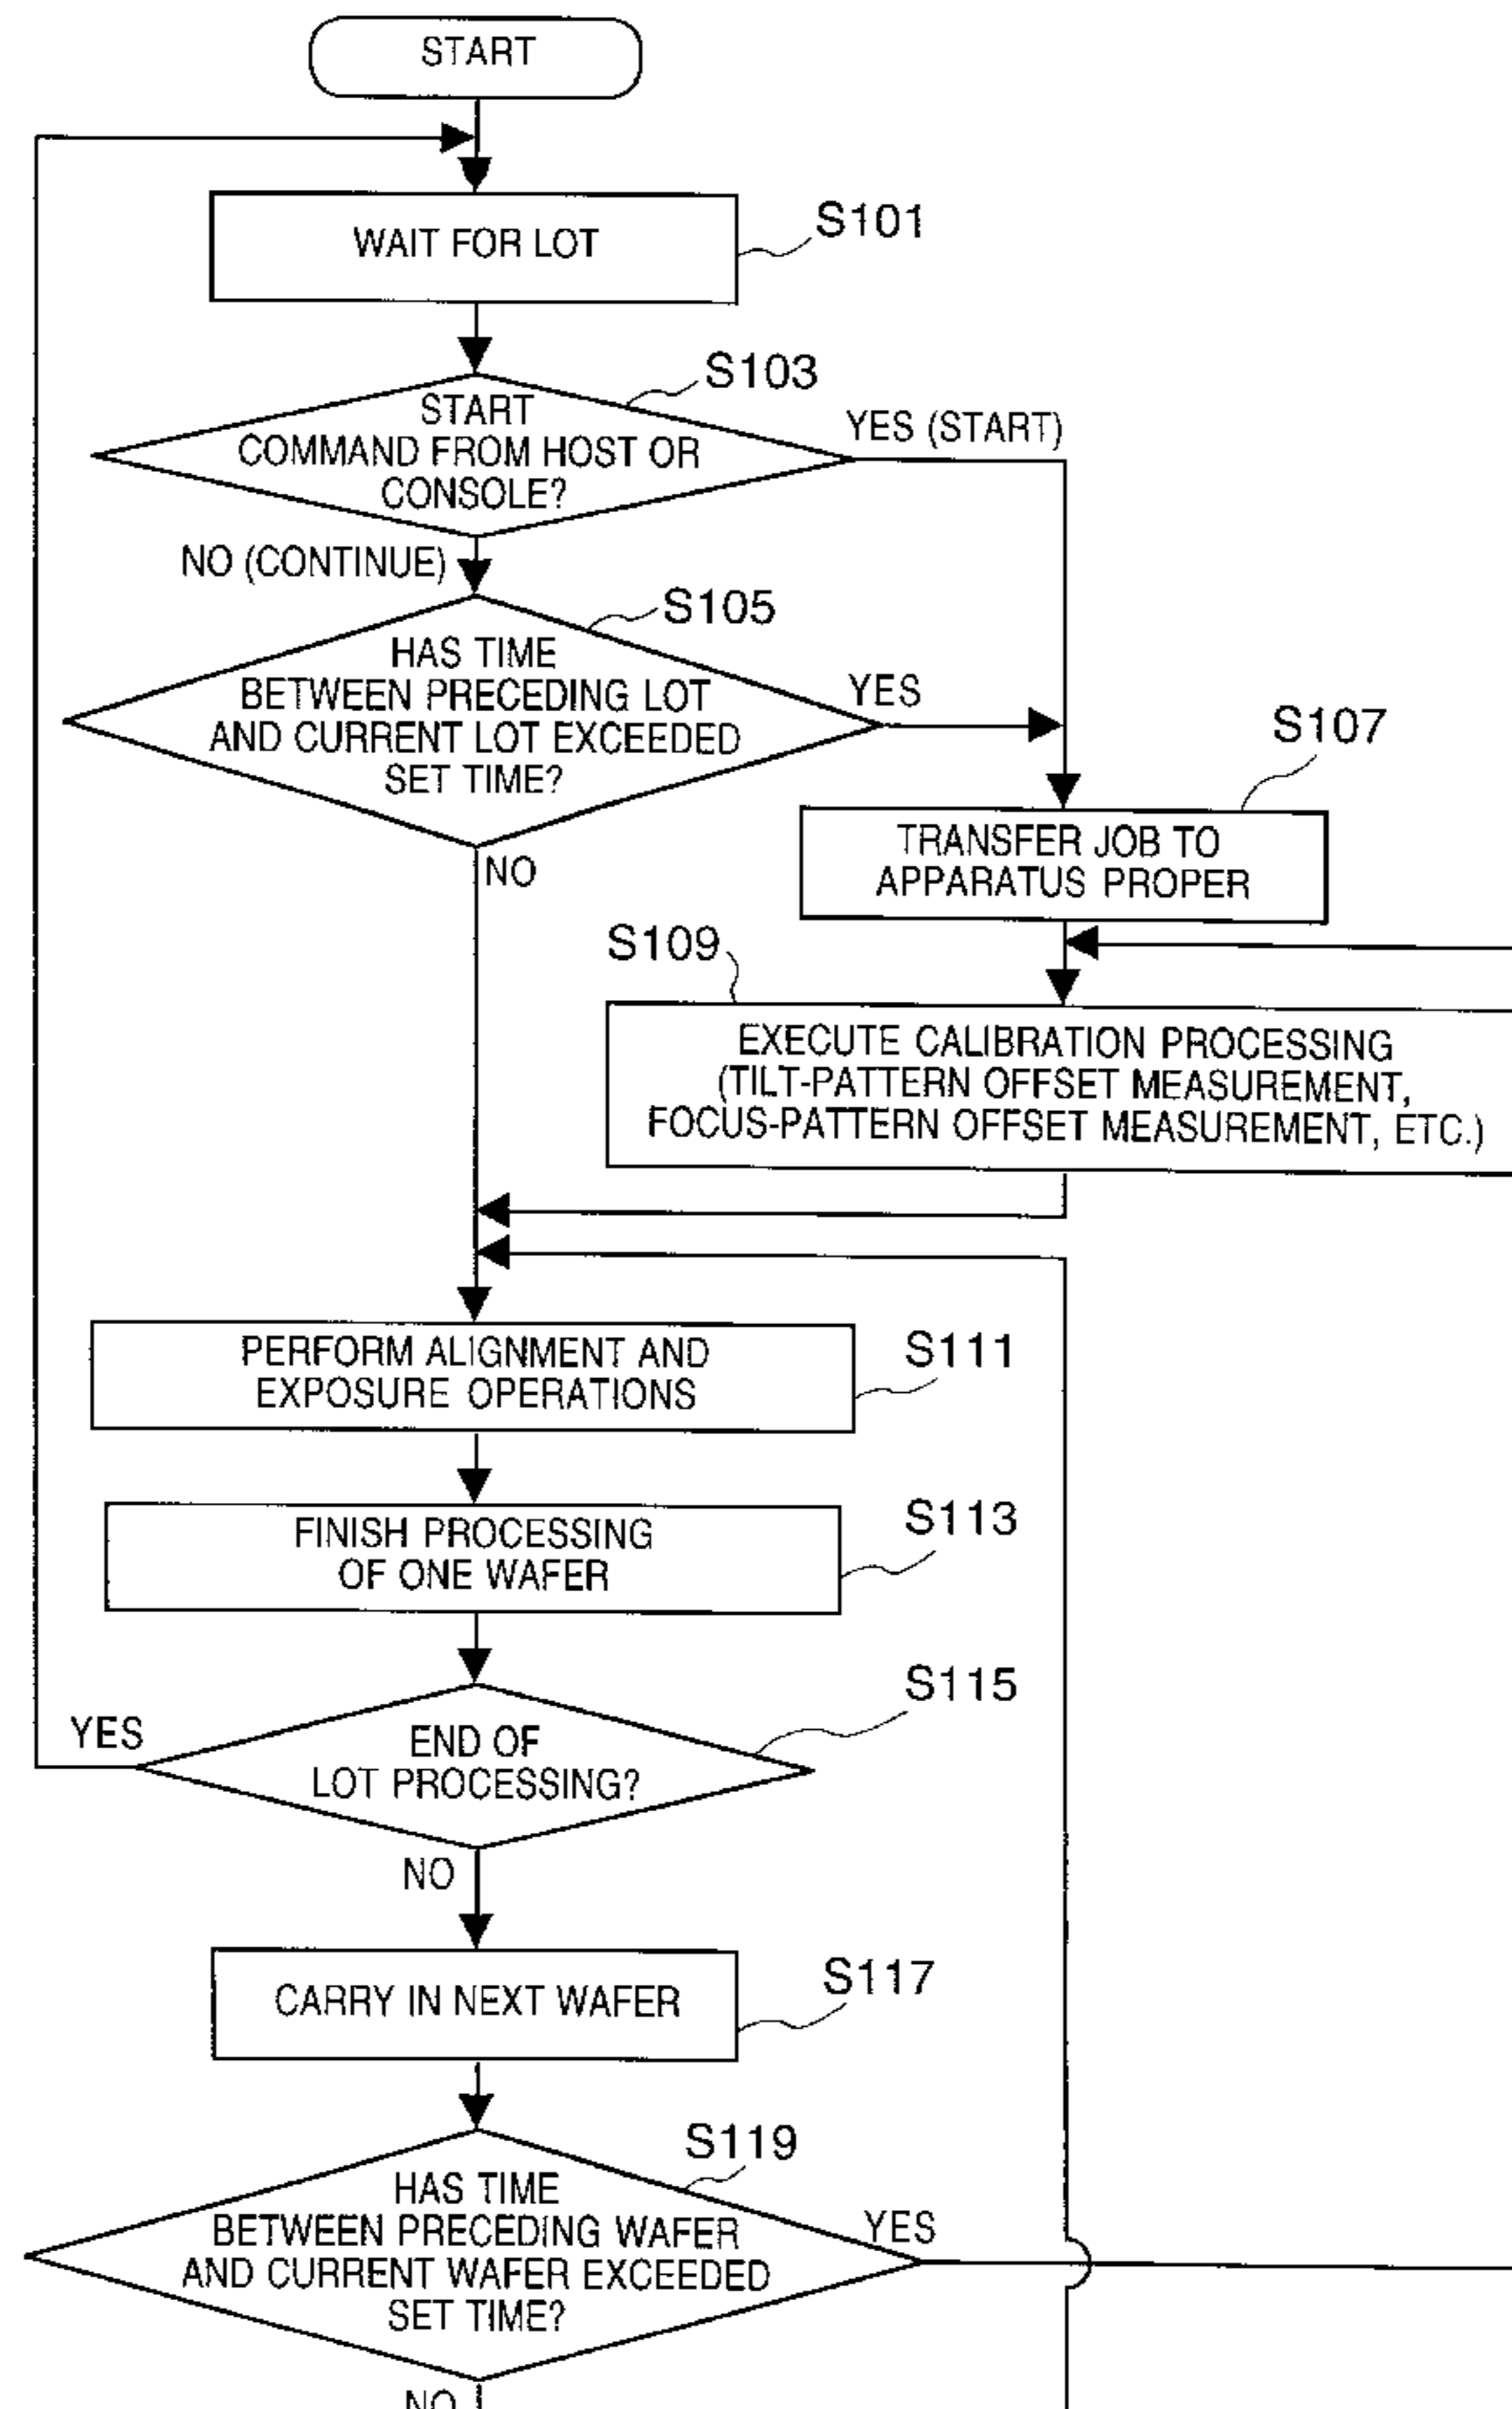 START
WAIT FOR LOT
S101
S103
START
COMMAND FROM HOST OR
CONSOLE?
YES (START)
NO (CONTINUE)
S105
HAS TIME
BETWEEN PRECEDING LOT
AND CURRENT LOT EXCEEDED
SET TIME?
YES
NO
S107
TRANSFER JOB TO
APPARATUS PROPER
S109
EXECUTE CALIBRATION PROCESSING
(TILT-PATTERN OFFSET MEASUREMENT,
FOCUS-PATTERN OFFSET MEASUREMENT, ETC.)
PERFORM ALIGNMENT AND
EXPOSURE OPERATIONS
S111
FINISH PROCESSING
OF ONE WAFER
S113
S115
YES
END OF
LOT PROCESSING?
NO
CARRY IN NEXT WAFER
S117
S119
HAS TIME
BETWEEN PRECEDING WAFER
AND CURRENT WAFER EXCEEDED
SET TIME?
YES
NO